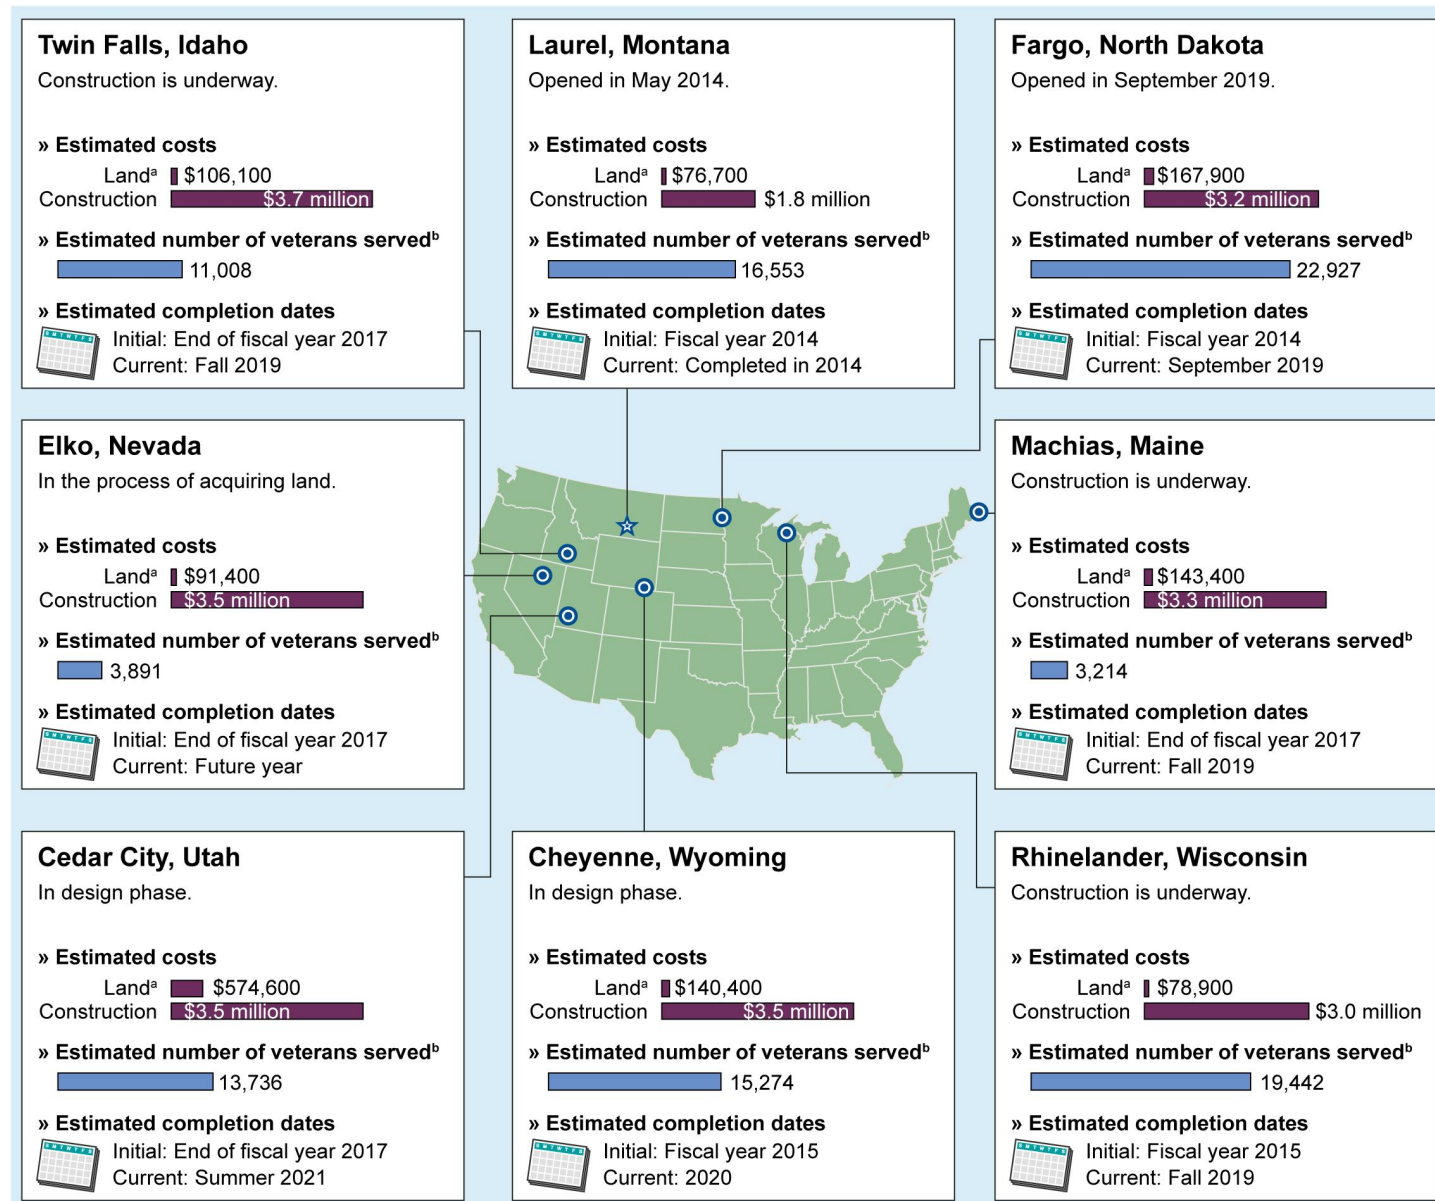 Twin Falls, Idaho
Construction is underway.
» Estimated costs
Landᵃ $106,100
Construction $3.7 million
» Estimated number of veterans servedᵇ
11,008
» Estimated completion dates
S M T W T F S
Initial: End of fiscal year 2017
Current: Fall 2019
Laurel, Montana
Opened in May 2014.
» Estimated costs
Landᵃ $76,700
Construction $1.8 million
» Estimated number of veterans servedᵇ
16,553
» Estimated completion dates
S M T W T F S
Initial: Fiscal year 2014
Current: Completed in 2014
Fargo, North Dakota
Opened in September 2019.
» Estimated costs
Landᵃ $167,900
Construction $3.2 million
» Estimated number of veterans servedᵇ
22,927
» Estimated completion dates
S M T W T F S
Initial: Fiscal year 2014
Current: September 2019
Elko, Nevada
In the process of acquiring land.
» Estimated costs
Landᵃ $91,400
Construction $3.5 million
» Estimated number of veterans servedᵇ
3,891
» Estimated completion dates
S M T W T F S
Initial: End of fiscal year 2017
Current: Future year
Machias, Maine
Construction is underway.
» Estimated costs
Landᵃ $143,400
Construction $3.3 million
» Estimated number of veterans servedᵇ
3,214
» Estimated completion dates
S M T W T F S
Initial: End of fiscal year 2017
Current: Fall 2019
Cedar City, Utah
In design phase.
» Estimated costs
Landᵃ $574,600
Construction $3.5 million
» Estimated number of veterans servedᵇ
13,736
» Estimated completion dates
S M T W T F S
Initial: End of fiscal year 2017
Current: Summer 2021
Cheyenne, Wyoming
In design phase.
» Estimated costs
Landᵃ $140,400
Construction $3.5 million
» Estimated number of veterans servedᵇ
15,274
» Estimated completion dates
S M T W T F S
Initial: Fiscal year 2015
Current: 2020
Rhinelander, Wisconsin
Construction is underway.
» Estimated costs
Landᵃ $78,900
Construction $3.0 million
» Estimated number of veterans servedᵇ
19,442
» Estimated completion dates
S M T W T F S
Initial: Fiscal year 2015
Current: Fall 2019